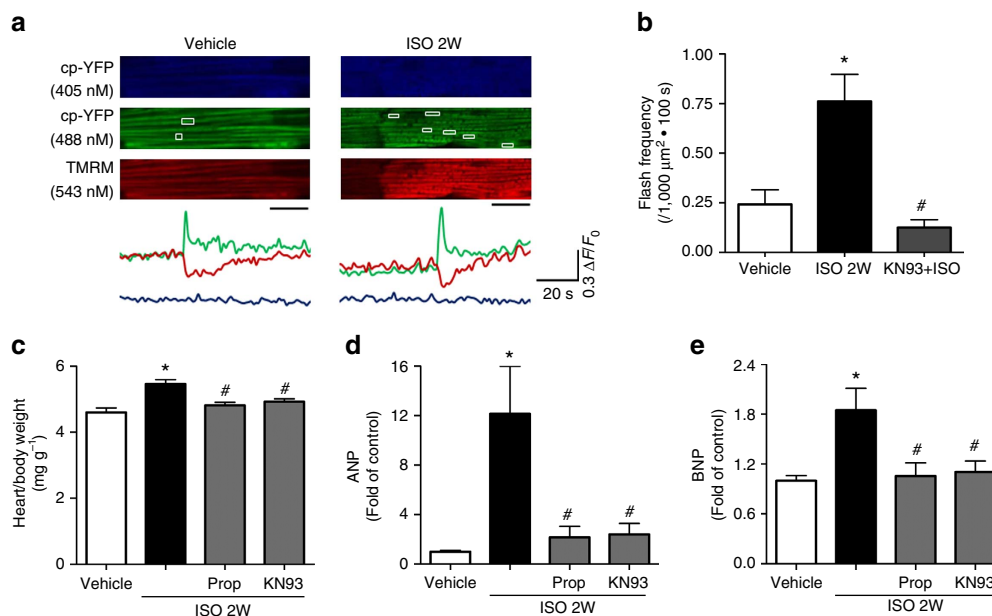 a
Vehicle
ISO 2W
cp-YFP
(405 nM)
cp-YFP
(488 nM)
TMRM
(543 nM)
20 s
0.3 ΔF/F0
b
Flash frequency
(/1,000 µm² • 100 s)
1.00
0.75
0.50
0.25
0.00
*
#
Vehicle
ISO 2W
KN93+ISO
c
Heart/body weight
(mg g⁻¹)
6
4
2
0
*
#
#
Vehicle
Prop
KN93
ISO 2W
d
ANP
(Fold of control)
16
12
8
4
0
*
#
#
Vehicle
Prop
KN93
ISO 2W
e
BNP
(Fold of control)
2.4
1.8
1.2
0.6
0.0
*
#
#
Vehicle
Prop
KN93
ISO 2W